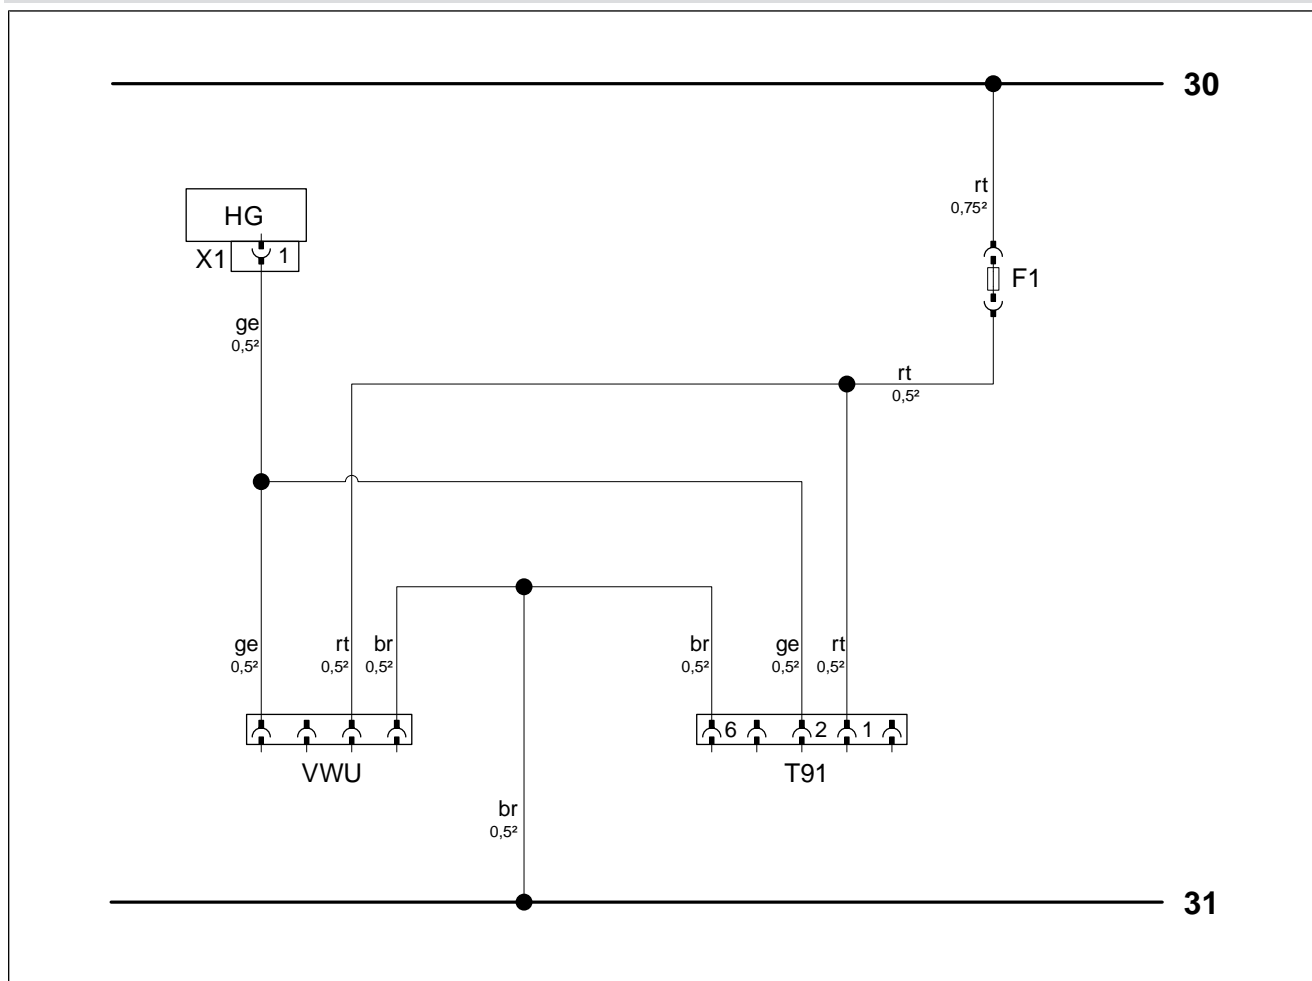 30
rt
0,75²
HG
X1 1
F1
ge
0,5²
rt
0,5²
ge rt br br ge rt
0,5² 0,5² 0,5² 0,5² 0,5² 0,5²
6 2 1
VWU T91
br
0,5²
31